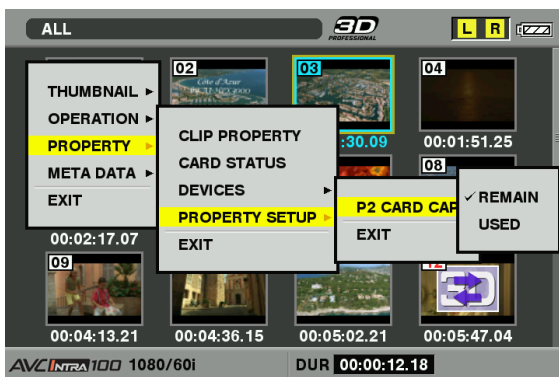 ALL
3D
PROFESSIONAL
L R
02
03
04
THUMBNAIL
OPERATION
PROPERTY
META DATA
EXIT
:30.09
00:01:51.25
CLIP PROPERTY
CARD STATUS
DEVICES
PROPERTY SETUP
EXIT
08
P2 CARD CAP
EXIT
REMAIN
USED
00:02:17.07
09
12
3D
00:04:13.21
00:04:36.15
00:05:02.21
00:05:47.04
AVC INTRA 100 1080/60i
DUR 00:00:12.18